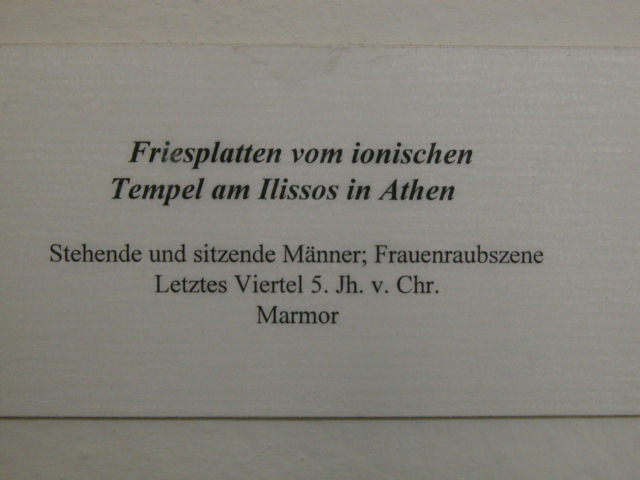 Friesplatten vom ionischen
Tempel am Ilissos in Athen
Stehende und sitzende Männer; Frauenraubszene
Letztes Viertel 5. Jh. v. Chr.
Marmor